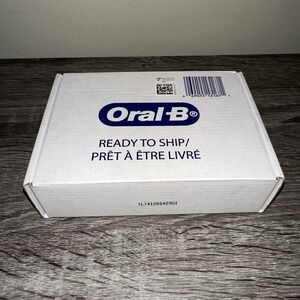 Oral-B®
READY TO SHIP/
PRÊT À ÊTRE LIVRÉ